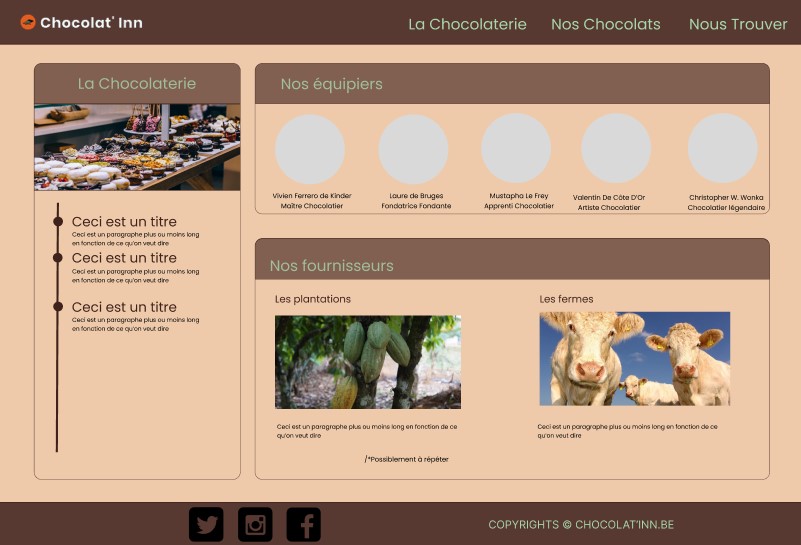 Chocolat' Inn
La Chocolaterie
Nos Chocolats
Nous Trouver
La Chocolaterie
Ceci est un titre
Ceci est un paragraphe plus ou moins long
en fonction de ce qu'on veut dire
Ceci est un titre
Ceci est un paragraphe plus ou moins long
en fonction de ce qu'on veut dire
Ceci est un titre
Ceci est un paragraphe plus ou moins long
en fonction de ce qu'on veut dire
Nos équipiers
Vivien Ferrero de Kinder
Maître Chocolatier
Laure de Bruges
Fondatrice Fondante
Mustapha Le Frey
Apprenti Chocolatier
Valentin De Côte D'Or
Artiste Chocolatier
Christopher W. Wonka
Chocolatier légendaire
Nos fournisseurs
Les plantations
Ceci est un paragraphe plus ou moins long en fonction de ce
qu'on veut dire
Les fermes
Ceci est un paragraphe plus ou moins long en fonction de ce
qu'on veut dire
/*Possiblement à répéter
COPYRIGHTS © CHOCOLAT'INN.BE